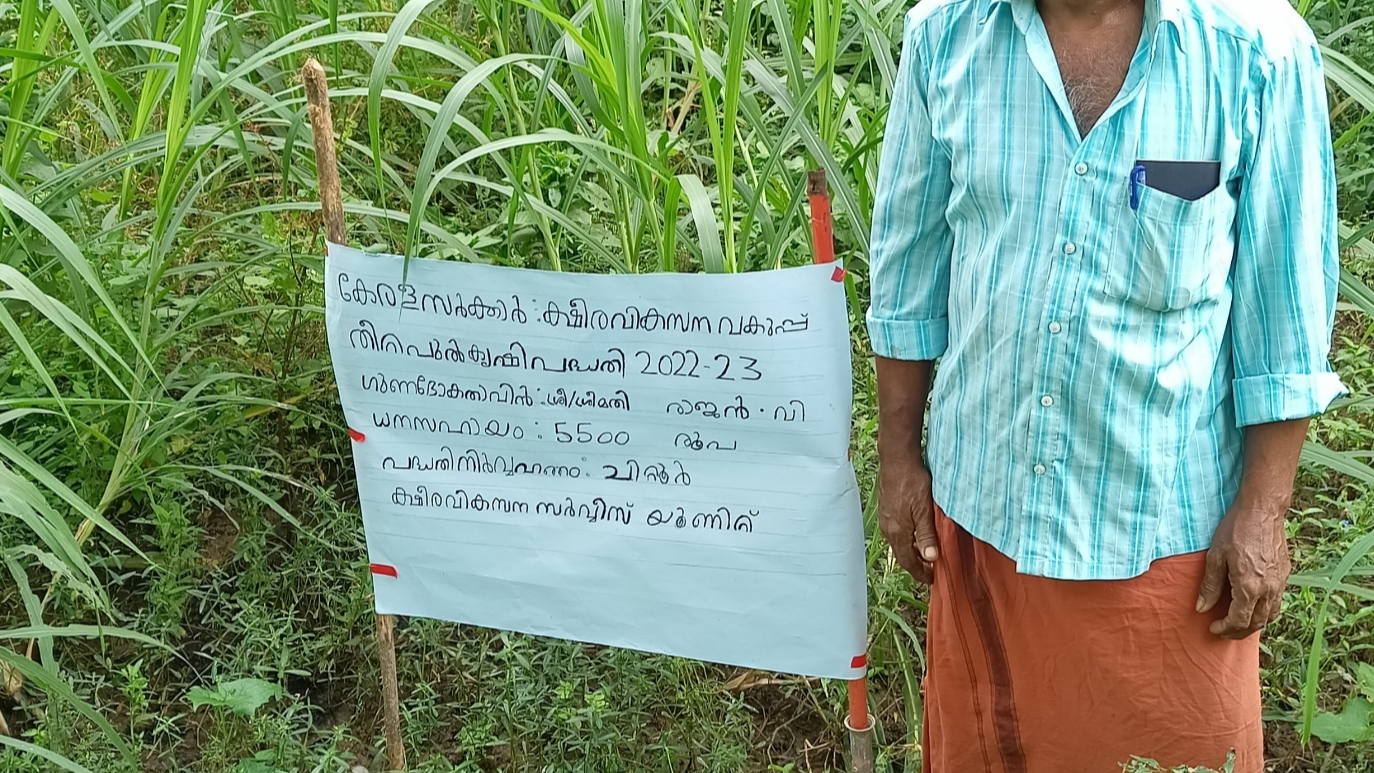 കേരള സർക്കാർ : ക്ഷീരവികസന വകുപ്പ്
തീറ്റപുൽകൃഷി പദ്ധതി 2022-23
ഗുണഭോക്താവിൻ : ശ്രീ/ശ്രീമതി രാജൻ . വി
ധനസഹായം : 5500 രൂപ
പദ്ധതി നിർവ്വഹണം : ചിറ്റൂർ
ക്ഷീരവികസന സർവ്വീസ് യൂണിറ്റ്